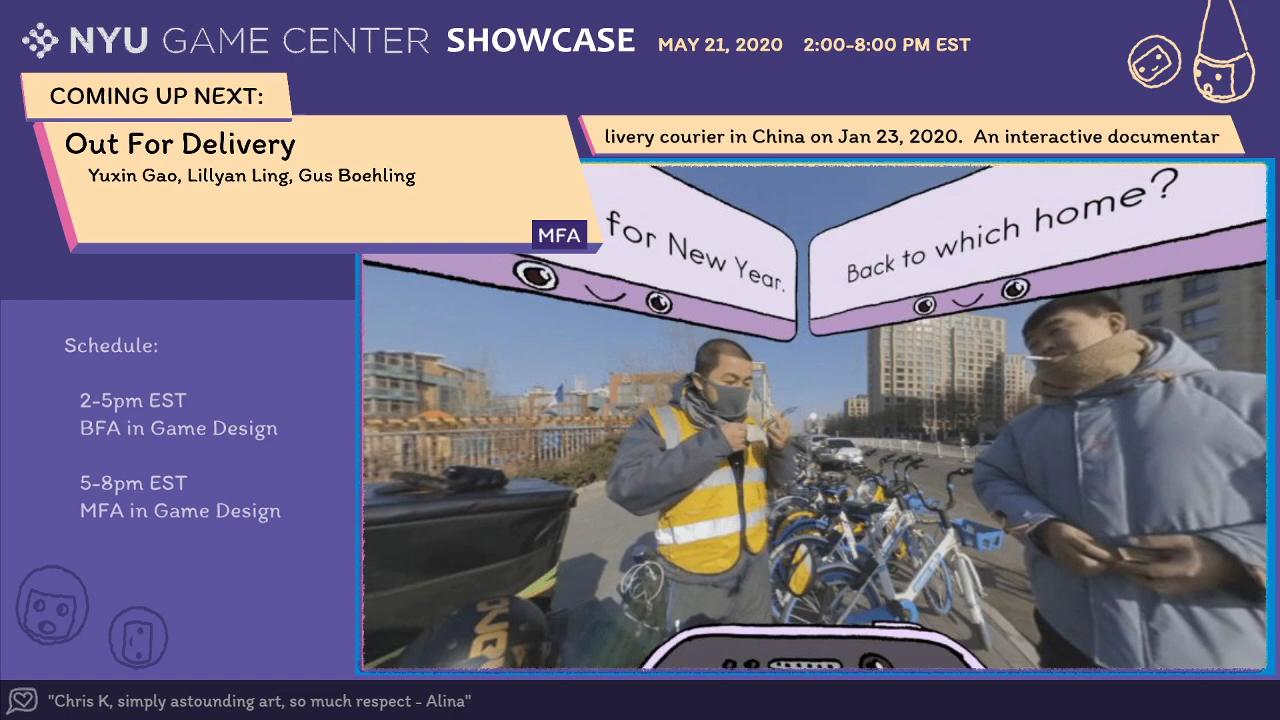 NYU GAME CENTER SHOWCASE MAY 21, 2020 2:00-8:00 PM EST
COMING UP NEXT:
Out For Delivery
Yuxin Gao, Lillyan Ling, Gus Boehling
MFA
livery courier in China on Jan 23, 2020. An interactive documentar
for New Year.
Back to which home?
Schedule:
2-5pm EST
BFA in Game Design
5-8pm EST
MFA in Game Design
"Chris K, simply astounding art, so much respect - Alina"